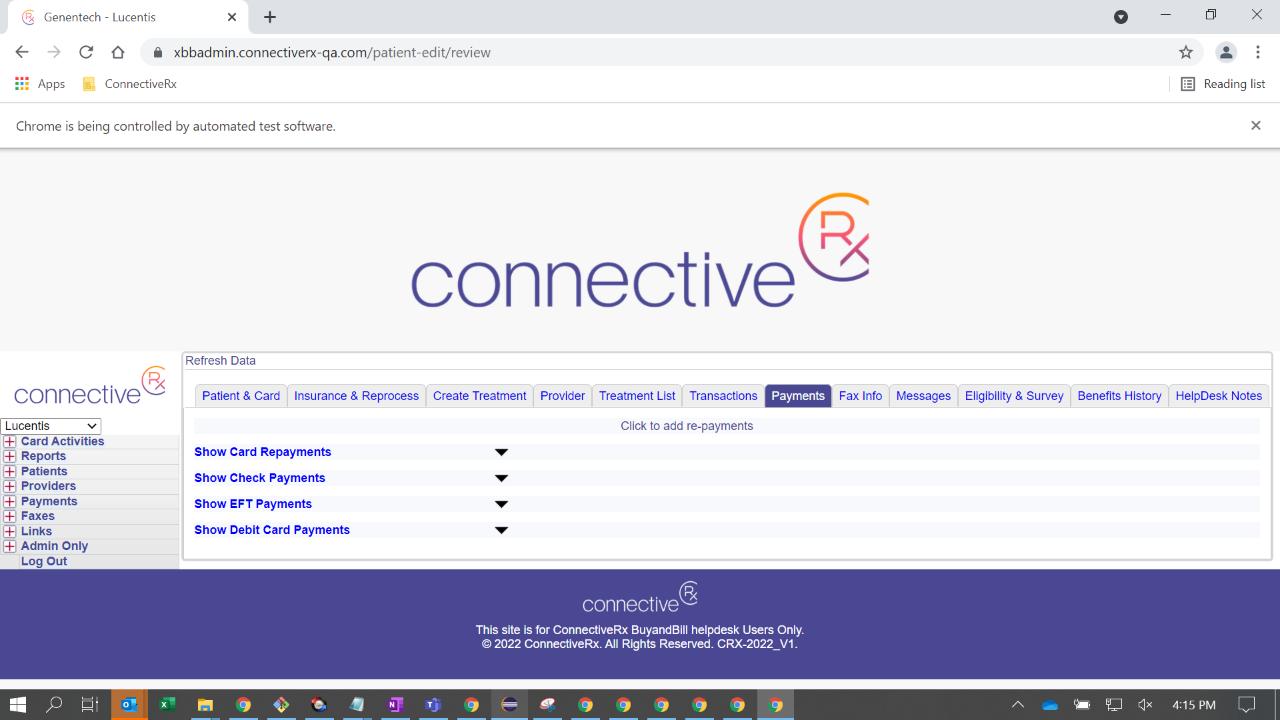 Genentech - Lucentis
xbbadmin.connectiverx-qa.com/patient-edit/review
Apps ConnectiveRx Reading list
Chrome is being controlled by automated test software.
connective Rx
Refresh Data
connective Rx
Patient & Card Insurance & Reprocess Create Treatment Provider Treatment List Transactions Payments Fax Info Messages Eligibility & Survey Benefits History HelpDesk Notes
Lucentis
Click to add re-payments
Card Activities
Reports
Patients
Providers
Payments
Faxes
Links
Admin Only
Log Out
Show Card Repayments
Show Check Payments
Show EFT Payments
Show Debit Card Payments
connective Rx
This site is for ConnectiveRx BuyandBill helpdesk Users Only.
© 2022 ConnectiveRx. All Rights Reserved. CRX-2022_V1.
4:15 PM